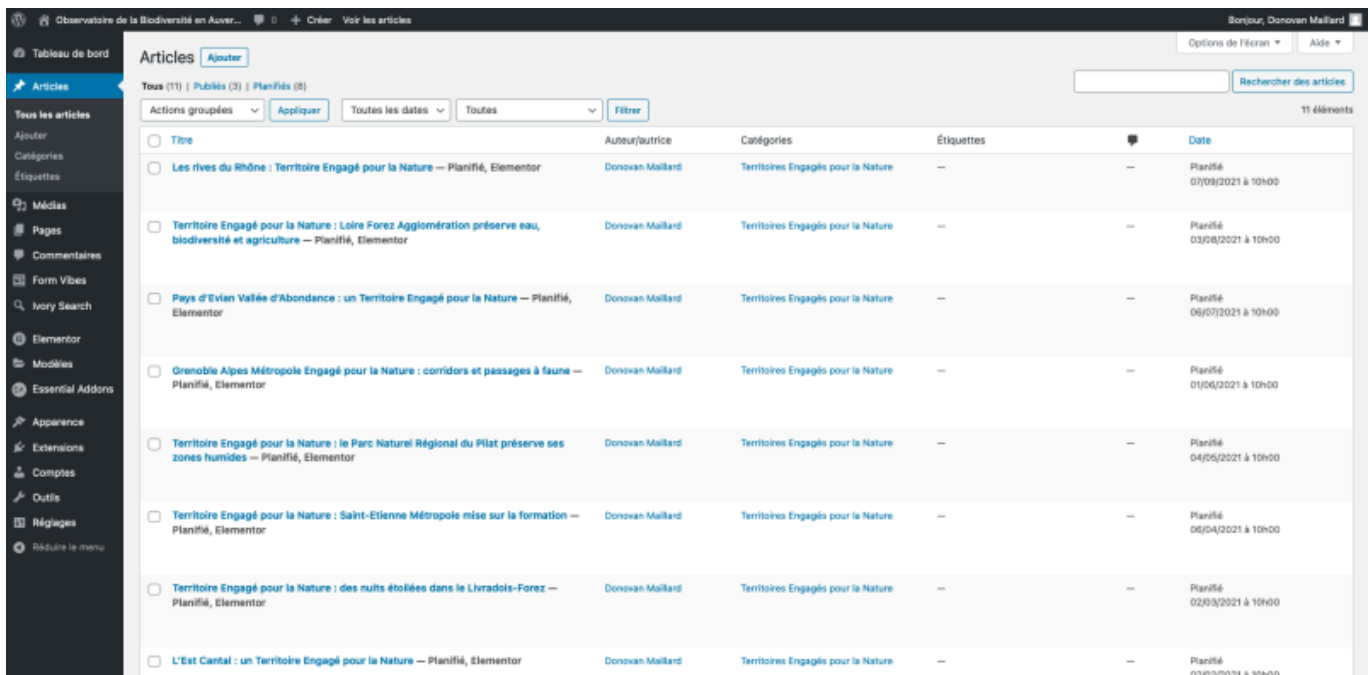 Observatoire de la Biodiversité en Auver... 0 + Créer Voir les articles Bonjour, Donovan Maillard
Tableau de bord
Articles
Tous les articles
Ajouter
Catégories
Étiquettes
Médias
Pages
Commentaires
Form Vibes
Ivory Search
Elementor
Modèles
Essential Addons
Apparence
Extensions
Comptes
Outils
Réglages
Réduire le menu
Options de l'écran Aide
Articles Ajouter
Tous (11) | Publiés (3) | Planifiés (8)
Rechercher des articles
Actions groupées Appliquer Toutes les dates Toutes Filtrer 11 éléments
Titre Auteur/autrice Catégories Étiquettes Date
Les rives du Rhône : Territoire Engagé pour la Nature — Planifié, Elementor Donovan Maillard Territoires Engagés pour la Nature — — Planifié
07/09/2021 à 10h00
Territoire Engagé pour la Nature : Loire Forez Agglomération préserve eau, Donovan Maillard Territoires Engagés pour la Nature — — Planifié
biodiversité et agriculture — Planifié, Elementor 03/08/2021 à 10h00
Pays d'Evian Vallée d'Abondance : un Territoire Engagé pour la Nature — Planifié, Donovan Maillard Territoires Engagés pour la Nature — — Planifié
Elementor 06/07/2021 à 10h00
Grenoble Alpes Métropole Engagé pour la Nature : corridors et passages à faune — Donovan Maillard Territoires Engagés pour la Nature — — Planifié
Planifié, Elementor 01/06/2021 à 10h00
Territoire Engagé pour la Nature : le Parc Naturel Régional du Pilat préserve ses Donovan Maillard Territoires Engagés pour la Nature — — Planifié
zones humides — Planifié, Elementor 04/05/2021 à 10h00
Territoire Engagé pour la Nature : Saint-Etienne Métropole mise sur la formation — Donovan Maillard Territoires Engagés pour la Nature — — Planifié
Planifié, Elementor 06/04/2021 à 10h00
Territoire Engagé pour la Nature : des nuits étoilées dans le Livradois-Forez — Donovan Maillard Territoires Engagés pour la Nature — — Planifié
Planifié, Elementor 02/03/2021 à 10h00
L'Est Cantal : un Territoire Engagé pour la Nature — Planifié, Elementor Donovan Maillard Territoires Engagés pour la Nature — — Planifié